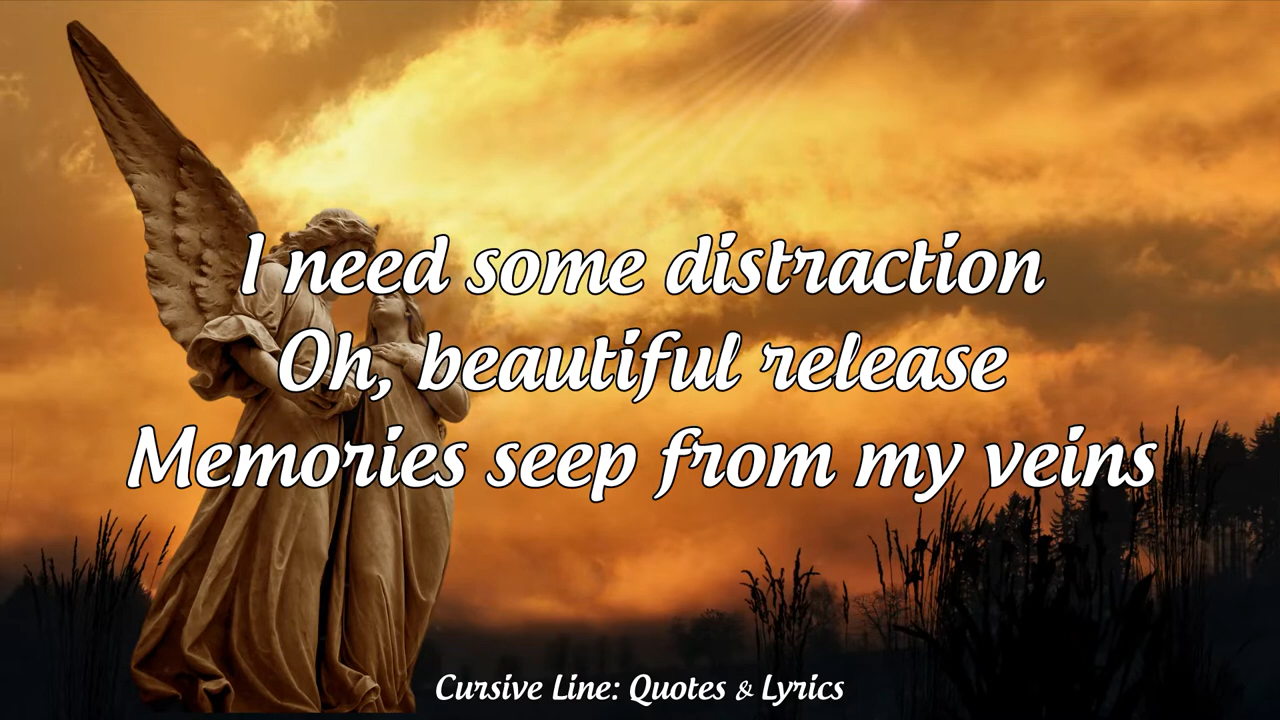 I need some distraction
Oh, beautiful release
Memories seep from my veins
Cursive Line: Quotes & Lyrics